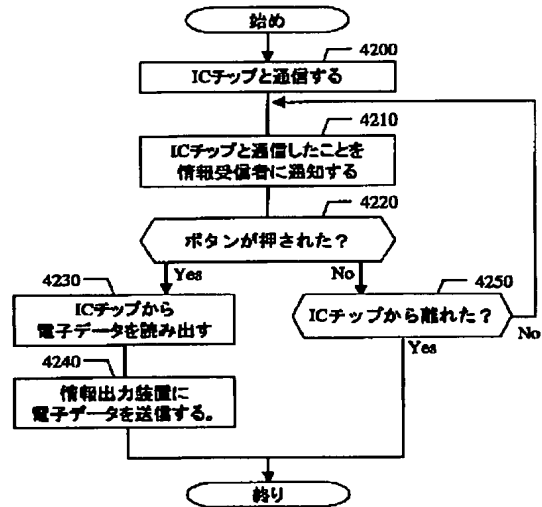 始め
4200
ICチップと通信する
4210
ICチップと通信したことを
情報受信者に通知する
4220
ボタンが押された?
Yes
No
4230
ICチップから
電子データを読み出す
4250
ICチップから離れた?
No
Yes
4240
情報出力装置に
電子データを送信する。
終り